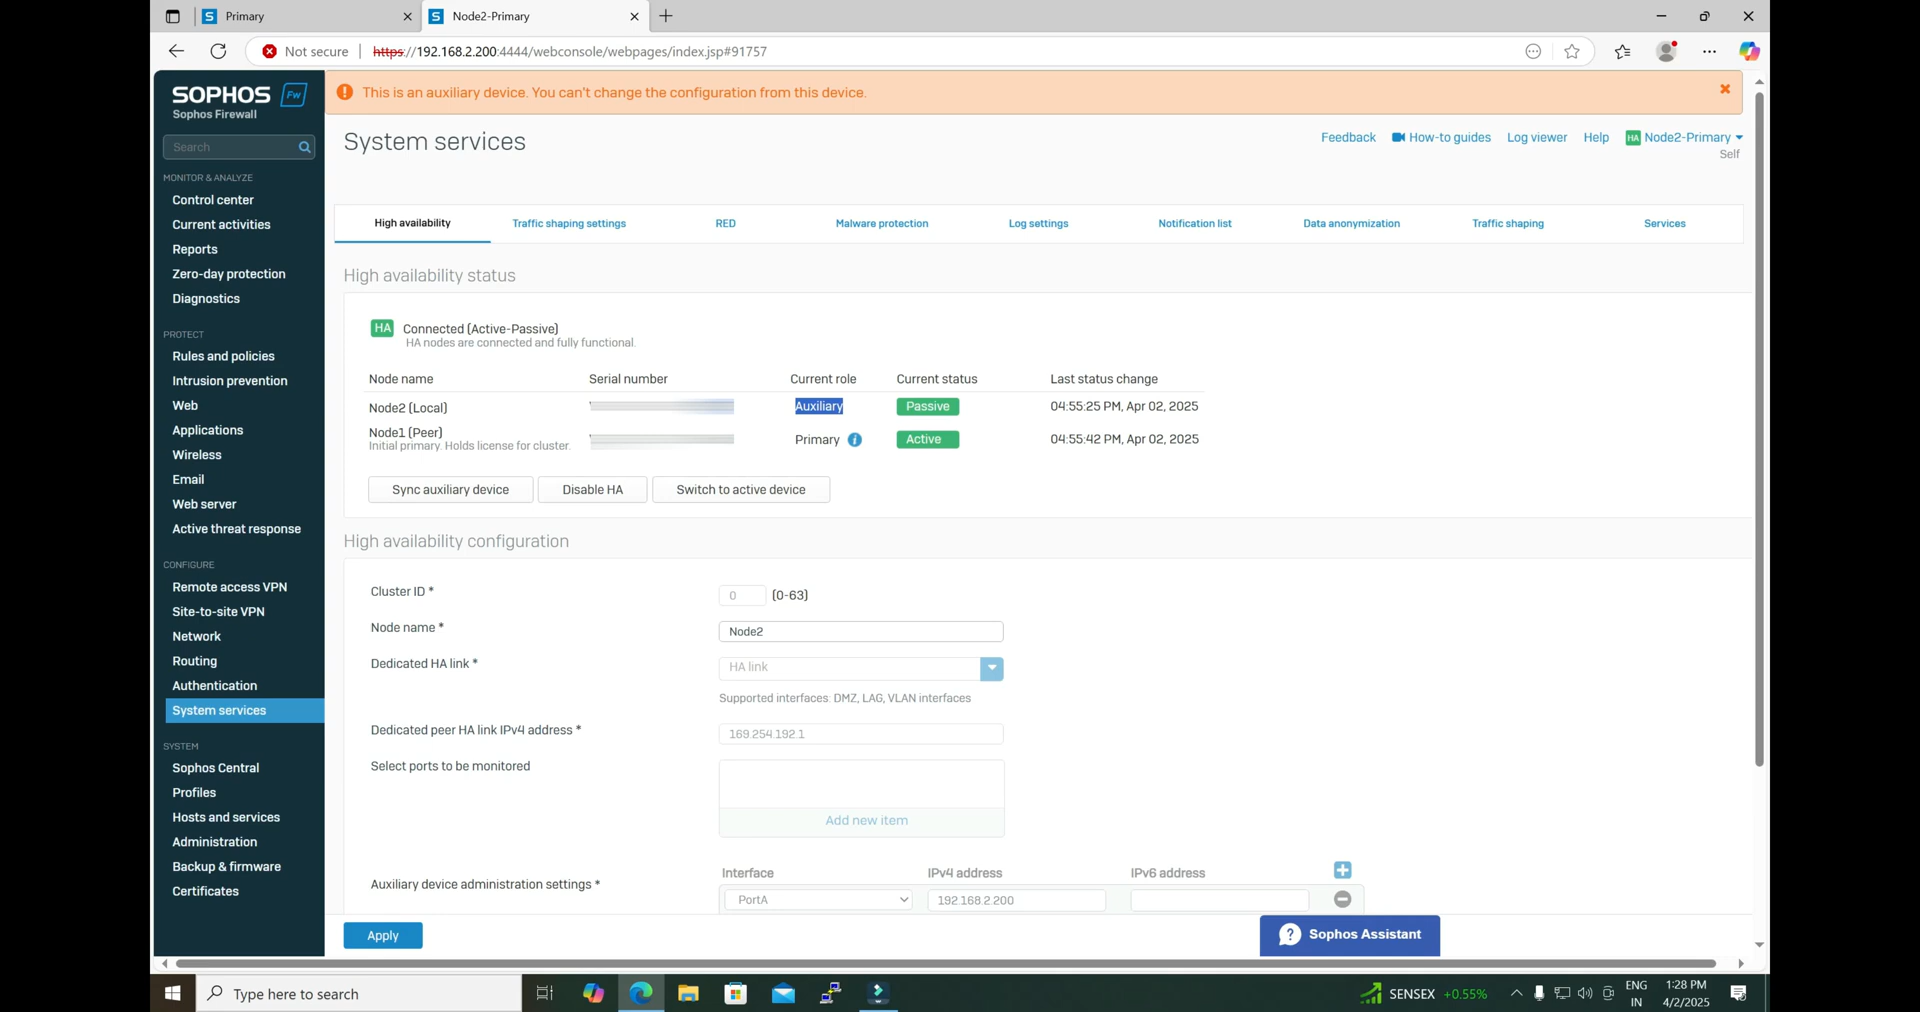 Primary
Node2-Primary
Not secure
https://192.168.2.200:4444/webconsole/webpages/index.jsp#91757
SOPHOS Fw
Sophos Firewall
Search
MONITOR & ANALYZE
Control center
Current activities
Reports
Zero-day protection
Diagnostics
PROTECT
Rules and policies
Intrusion prevention
Web
Applications
Wireless
Email
Web server
Active threat response
CONFIGURE
Remote access VPN
Site-to-site VPN
Network
Routing
Authentication
System services
SYSTEM
Sophos Central
Profiles
Hosts and services
Administration
Backup & firmware
Certificates
This is an auxiliary device. You can't change the configuration from this device.
System services
Feedback How-to guides Log viewer Help HA Node2-Primary
Self
High availability Traffic shaping settings RED Malware protection Log settings Notification list Data anonymization Traffic shaping Services
High availability status
HA Connected (Active-Passive)
HA nodes are connected and fully functional.
Node name Serial number Current role Current status Last status change
Node2 (Local) Auxiliary Passive 04:55:25 PM, Apr 02, 2025
Node1 (Peer) Primary Active 04:55:42 PM, Apr 02, 2025
Initial primary. Holds license for cluster.
Sync auxiliary device Disable HA Switch to active device
High availability configuration
Cluster ID * 0 (0-63)
Node name * Node2
Dedicated HA link * HA link
Supported interfaces: DMZ, LAG, VLAN interfaces
Dedicated peer HA link IPv4 address * 169.254.192.1
Select ports to be monitored
Add new item
Interface IPv4 address IPv6 address
Auxiliary device administration settings * PortA 192.168.2.200
Apply
? Sophos Assistant
Type here to search
SENSEX +0.55%
ENG
IN
1:28 PM
4/2/2025